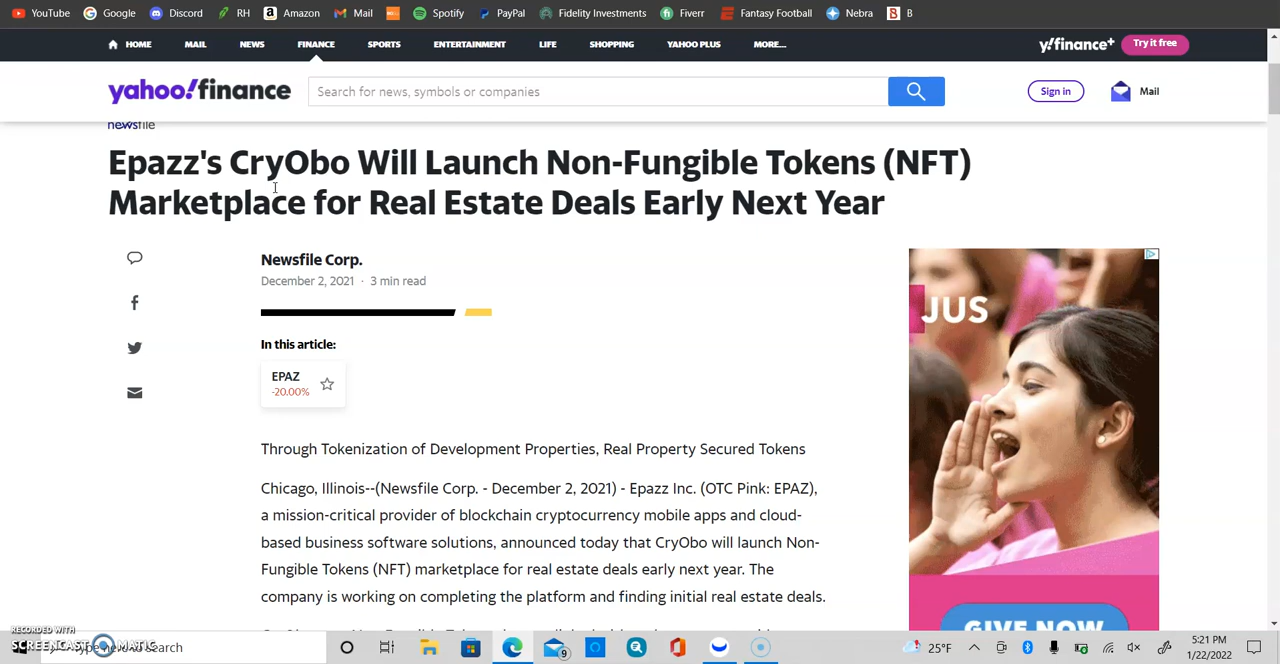 YouTube Google Discord RH Amazon Mail Spotify PayPal Fidelity Investments Fiverr Fantasy Football Nebra B
HOME MAIL NEWS FINANCE SPORTS ENTERTAINMENT LIFE SHOPPING YAHOO PLUS MORE... y!finance+ Try it free
yahoo!finance Search for news, symbols or companies Sign in Mail
newsfile
Epazz's CryObo Will Launch Non-Fungible Tokens (NFT)
Marketplace for Real Estate Deals Early Next Year
Newsfile Corp.
December 2, 2021 · 3 min read
In this article:
EPAZ
-20.00%
Through Tokenization of Development Properties, Real Property Secured Tokens
Chicago, Illinois--(Newsfile Corp. - December 2, 2021) - Epazz Inc. (OTC Pink: EPAZ),
a mission-critical provider of blockchain cryptocurrency mobile apps and cloud-
based business software solutions, announced today that CryObo will launch Non-
Fungible Tokens (NFT) marketplace for real estate deals early next year. The
company is working on completing the platform and finding initial real estate deals.
JUS
GIVE NOW
RECORDED WITH
SCREENCAST MATIC
here to search
9
25°F
5:21 PM
1/22/2022